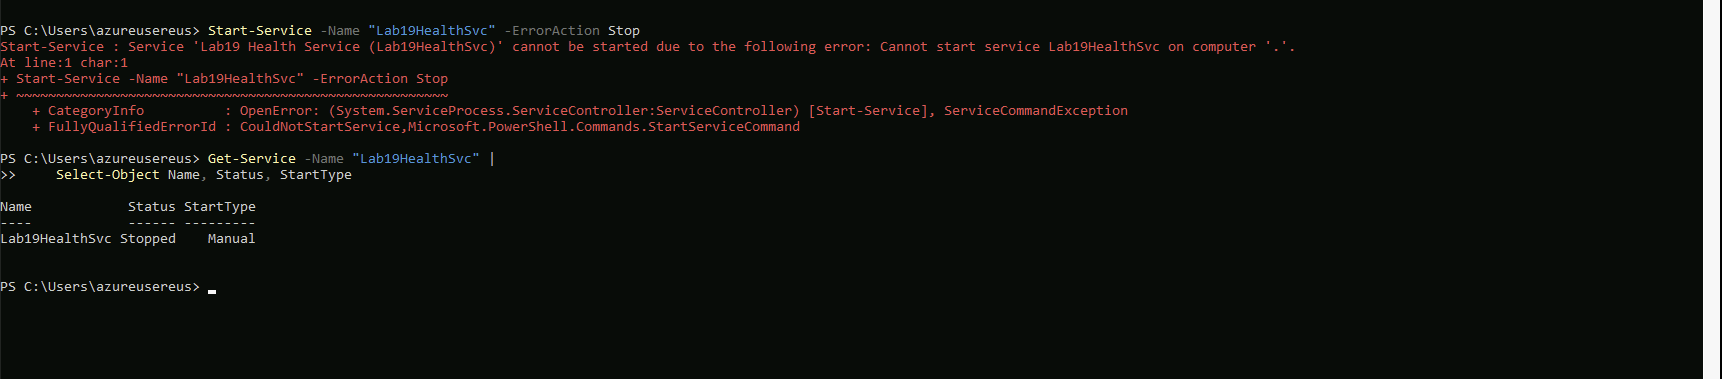 PS C:\Users\azureusereus> Start-Service -Name "Lab19HealthSvc" -ErrorAction Stop
Start-Service : Service 'Lab19 Health Service (Lab19HealthSvc)' cannot be started due to the following error: Cannot start service Lab19HealthSvc on computer '.'.
At line:1 char:1
+ Start-Service -Name "Lab19HealthSvc" -ErrorAction Stop
+ ~~~~~~~~~~~~~~~~~~~~~~~~~~~~~~~~~~~~~~~~~~~~~~~~~~~~~~
    + CategoryInfo          : OpenError: (System.ServiceProcess.ServiceController:ServiceController) [Start-Service], ServiceCommandException
    + FullyQualifiedErrorId : CouldNotStartService,Microsoft.PowerShell.Commands.StartServiceCommand
PS C:\Users\azureusereus> Get-Service -Name "Lab19HealthSvc" |
>>     Select-Object Name, Status, StartType
Name            Status StartType
----            ------ ---------
Lab19HealthSvc Stopped    Manual
PS C:\Users\azureusereus>